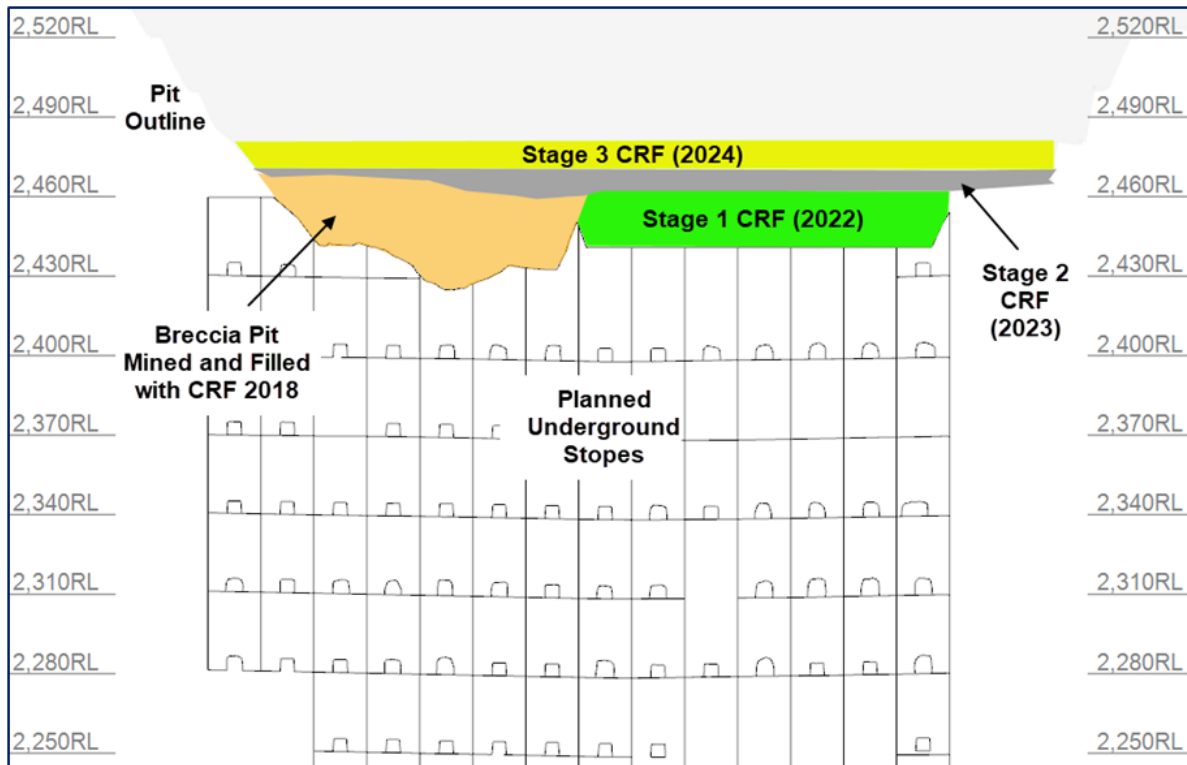 2,520RL
2,520RL
Pit
Outline
2,490RL
2,490RL
Stage 3 CRF (2024)
2,460RL
2,460RL
Stage 1 CRF (2022)
2,430RL
2,430RL
Stage 2
CRF
(2023)
Breccia Pit
Mined and Filled
with CRF 2018
2,400RL
2,400RL
Planned
Underground
Stopes
2,370RL
2,370RL
2,340RL
2,340RL
2,310RL
2,310RL
2,280RL
2,280RL
2,250RL
2,250RL